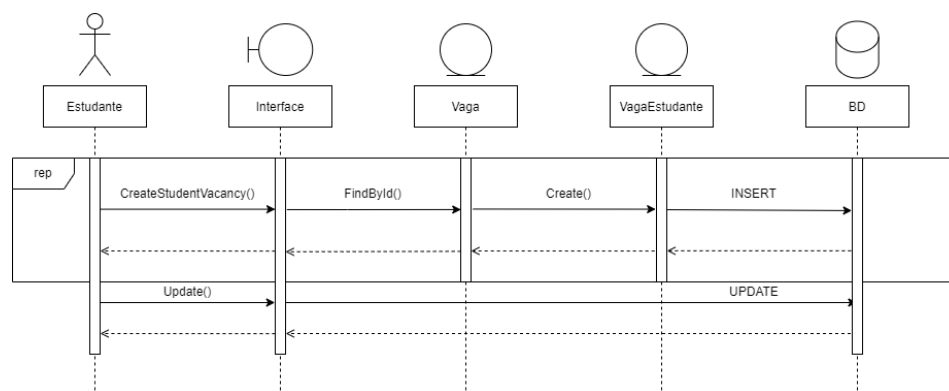 Estudante
Interface
Vaga
VagaEstudante
BD
rep
CreateStudentVacancy()
FindById()
Create()
INSERT
Update()
UPDATE